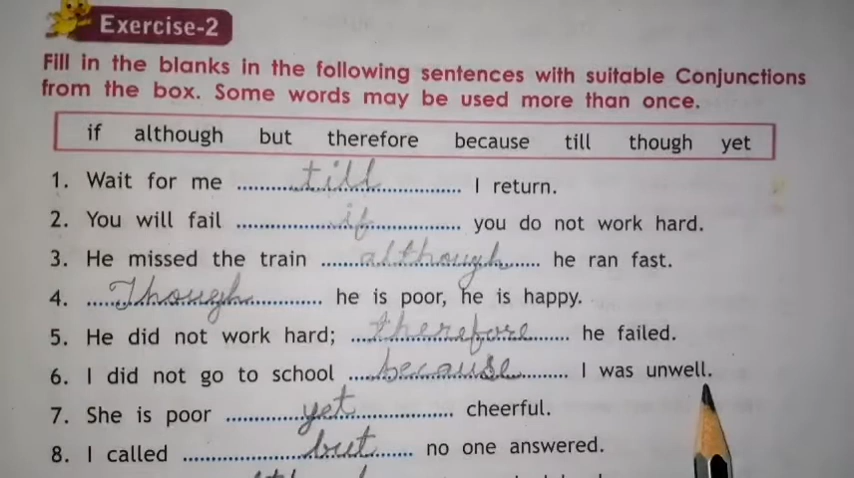 Exercise-2
Fill in the blanks in the following sentences with suitable Conjunctions
from the box. Some words may be used more than once.
if although but therefore because till though yet
1. Wait for me ..........till.......... I return.
2. You will fail ..........if.......... you do not work hard.
3. He missed the train ..........although.......... he ran fast.
4. ..........Though.......... he is poor, he is happy.
5. He did not work hard; ..........therefore.......... he failed.
6. I did not go to school ..........because.......... I was unwell.
7. She is poor ..........yet.......... cheerful.
8. I called ..........but.......... no one answered.